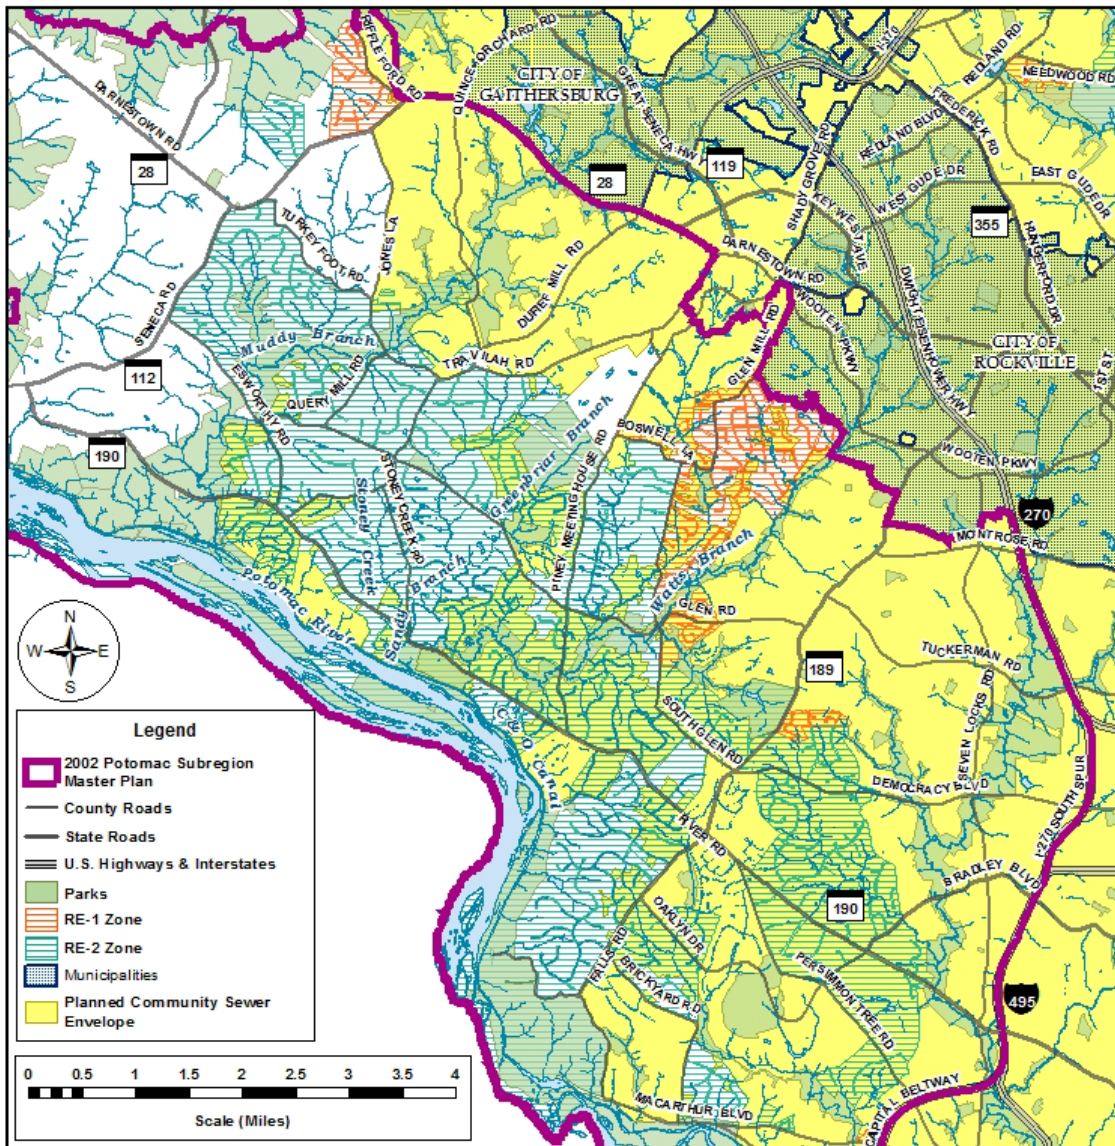 RIFFLE FORD RD
QUINCE ORCHARD RD
CITY OF
GAITHERSBURG
GREAT SENECA HW
I-270
REDLAND RD
NEEDWOOD RD
DARNESTOWN RD
28
28
119
SHADY GROVE RD
REDLAND BLVD
FREDERICK RD
WEST GUDE DR
EAST GUDE DR
355
KEY WEST AVE
HUNGERFORD DR
TURKEY FOOT RD
JONES LA
DUFIEF MILL RD
DARNESTOWN RD
WOOTEN PKWY
DWIGHT EISENHOWER HWY
CITY OF
ROCKVILLE
1ST ST
SENECA RD
112
Muddy Branch
QUERY MILL RD
TRAVILAH RD
GLEN MILL RD
ESWORTHY RD
190
BOSWELL LA
WOOTEN PKWY
STONEY CREEK RD
Stoney Creek
Greenbriar Branch
PINEY MEETING HOUSE RD
270
MONTROSE RD
Sandy Branch
Watts Branch
Potomac River
GLEN RD
TUCKERMAN RD
189
SEVEN LOCKS RD
SOUTH GLEN RD
DEMOCRACY BLVD
I-270 SOUTH SPUR
C & O Canal
RIVER RD
BRADLEY BLVD
190
OAKLYN DR
FALLS RD
BRICKYARD RD
PERSIMMON TREE RD
495
MACARTHUR BLVD
CAPITAL BELTWAY
N
W E
S
Legend
2002 Potomac Subregion
Master Plan
County Roads
State Roads
U.S. Highways & Interstates
Parks
RE-1 Zone
RE-2 Zone
Municipalities
Planned Community Sewer
Envelope
0 0.5 1 1.5 2 2.5 3 3.5 4
Scale (Miles)